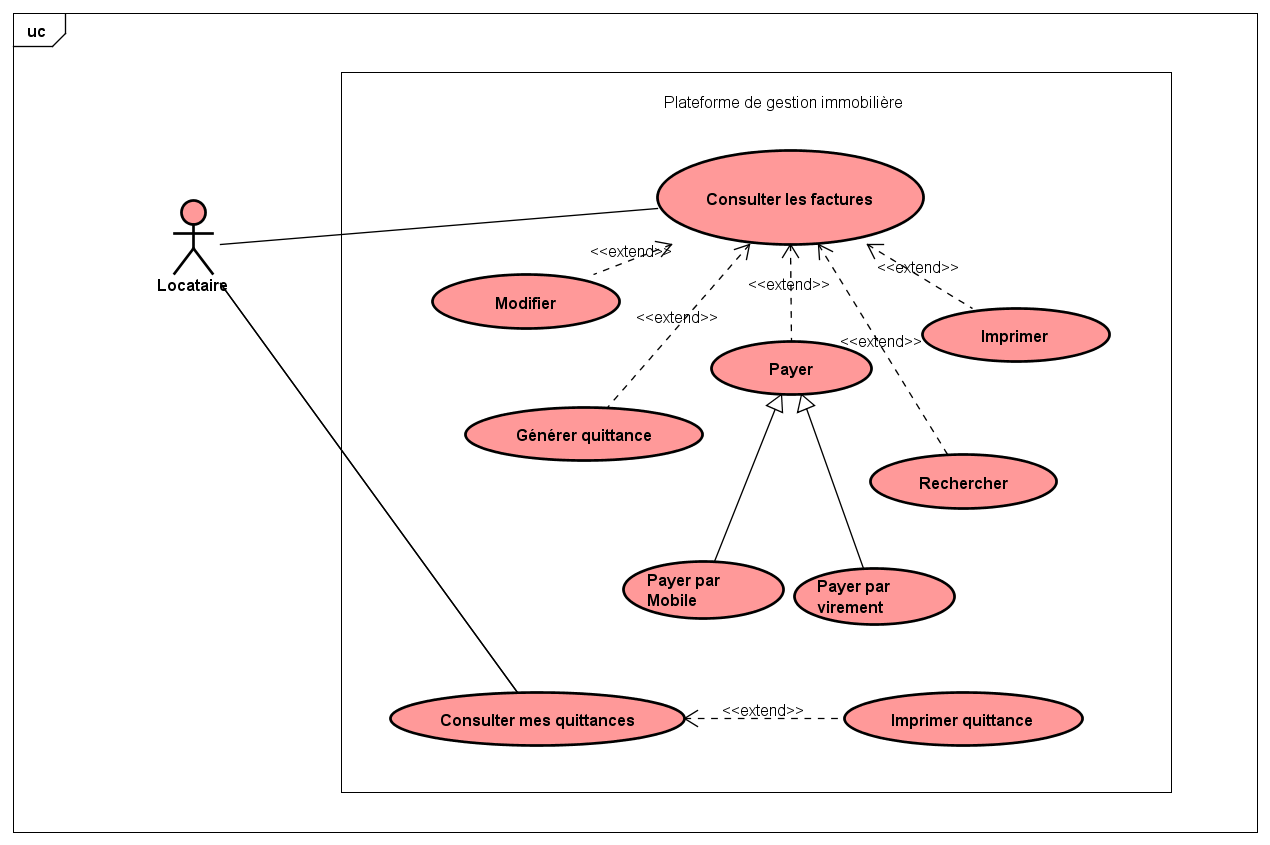 uc
Plateforme de gestion immobilière
Consulter les factures
Locataire
<<extend>>
<<extend>>
<<extend>>
<<extend>>
<<extend>>
Modifier
Imprimer
Payer
Générer quittance
Rechercher
Payer par
Mobile
Payer par
virement
Consulter mes quittances
<<extend>>
Imprimer quittance